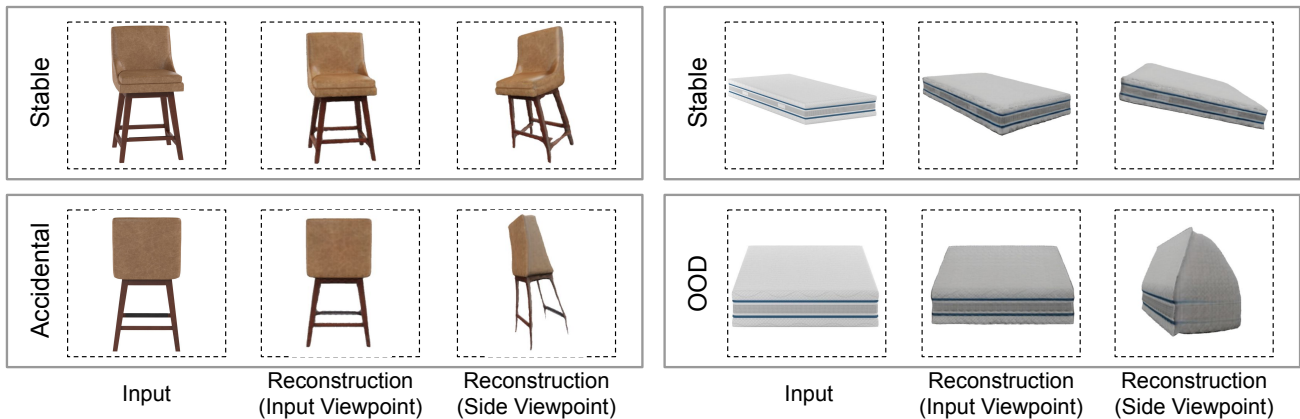 Stable
Stable
Accidental
OOD
Input
Reconstruction
(Input Viewpoint)
Reconstruction
(Side Viewpoint)
Input
Reconstruction
(Input Viewpoint)
Reconstruction
(Side Viewpoint)